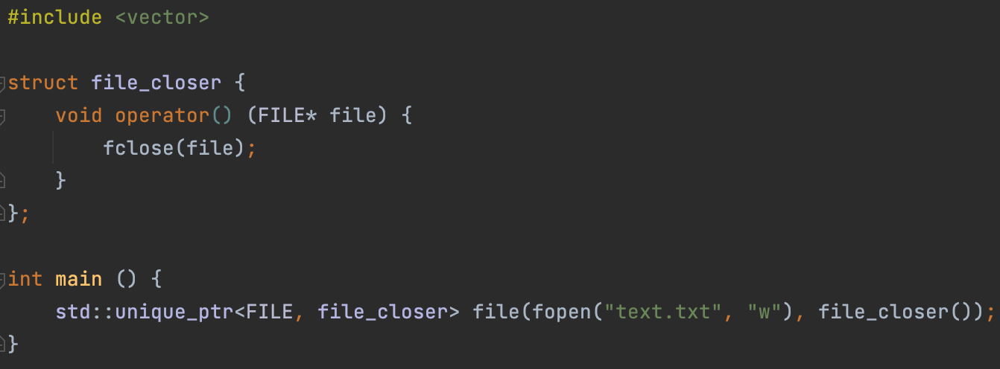 #include <vector>
struct file_closer {
void operator() (FILE* file) {
fclose(file);
}
};
int main () {
std::unique_ptr<FILE, file_closer> file(fopen("text.txt", "w"), file_closer());
}